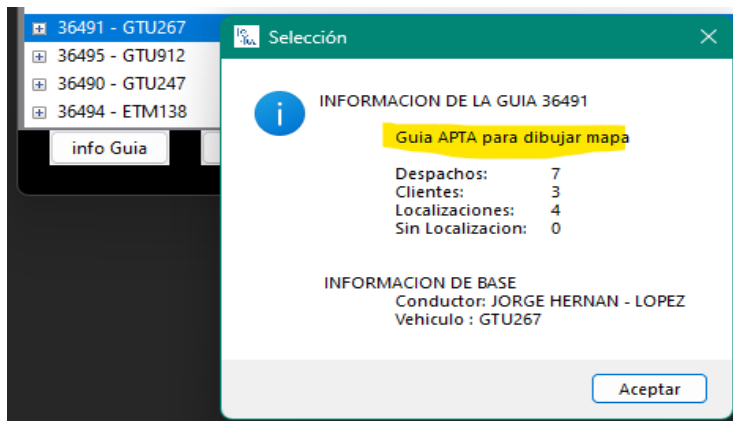 36491 - GTU267
36495 - GTU912
36490 - GTU247
36494 - ETM138
info Guia
Selección
INFORMACION DE LA GUIA 36491
Guia APTA para dibujar mapa
Despachos: 7
Clientes: 3
Localizaciones: 4
Sin Localizacion: 0
INFORMACION DE BASE
Conductor: JORGE HERNAN - LOPEZ
Vehiculo : GTU267
Aceptar